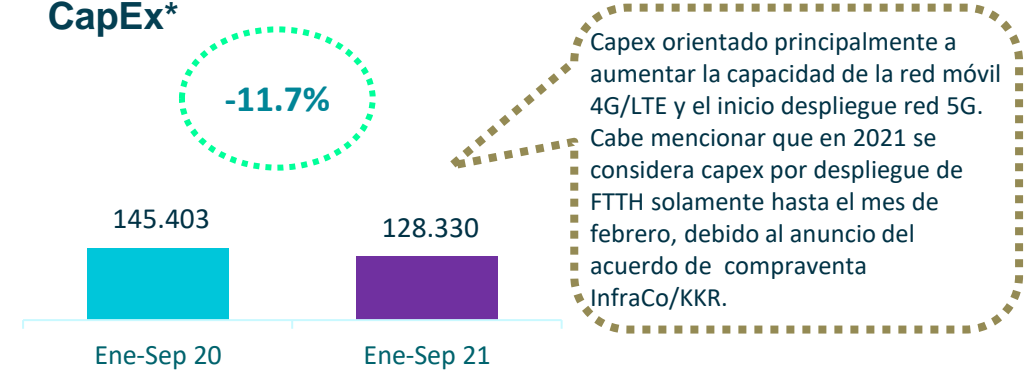 CapEx*
-11.7%
145.403
128.330
Ene-Sep 20
Ene-Sep 21
Capex orientado principalmente a
aumentar la capacidad de la red móvil
4G/LTE y el inicio despliegue red 5G.
Cabe mencionar que en 2021 se
considera capex por despliegue de
FTTH solamente hasta el mes de
febrero, debido al anuncio del
acuerdo de compraventa
InfraCo/KKR.